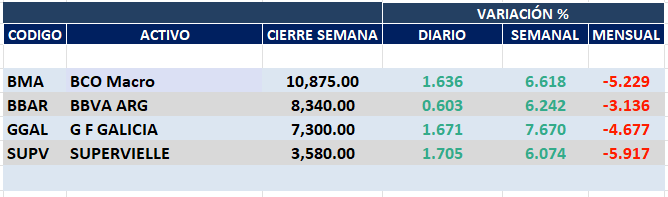 VARIACIÓN %
CODIGO ACTIVO CIERRE SEMANA DIARIO SEMANAL MENSUAL
BMA BCO Macro 10,875.00 1.636 6.618 -5.229
BBAR BBVA ARG 8,340.00 0.603 6.242 -3.136
GGAL G F GALICIA 7,300.00 1.671 7.670 -4.677
SUPV SUPERVIELLE 3,580.00 1.705 6.074 -5.917